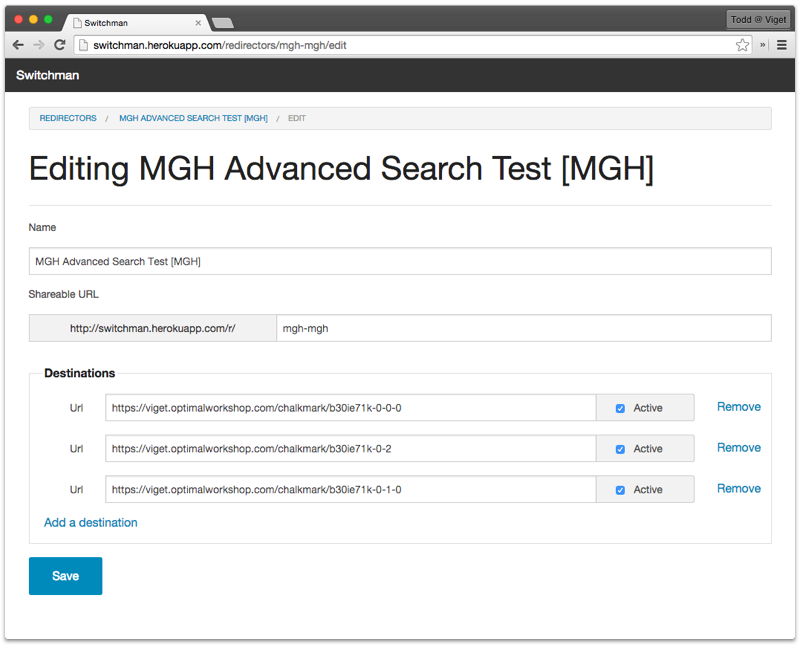 Switchman
Todd @ Viget
switchman.herokuapp.com/redirectors/mgh-mgh/edit
Switchman
REDIRECTORS / MGH ADVANCED SEARCH TEST [MGH] / EDIT
Editing MGH Advanced Search Test [MGH]
Name
MGH Advanced Search Test [MGH]
Shareable URL
http://switchman.herokuapp.com/r/ mgh-mgh
Destinations
Url https://viget.optimalworkshop.com/chalkmark/b30ie71k-0-0-0 Active Remove
Url https://viget.optimalworkshop.com/chalkmark/b30ie71k-0-2 Active Remove
Url https://viget.optimalworkshop.com/chalkmark/b30ie71k-0-1-0 Active Remove
Add a destination
Save